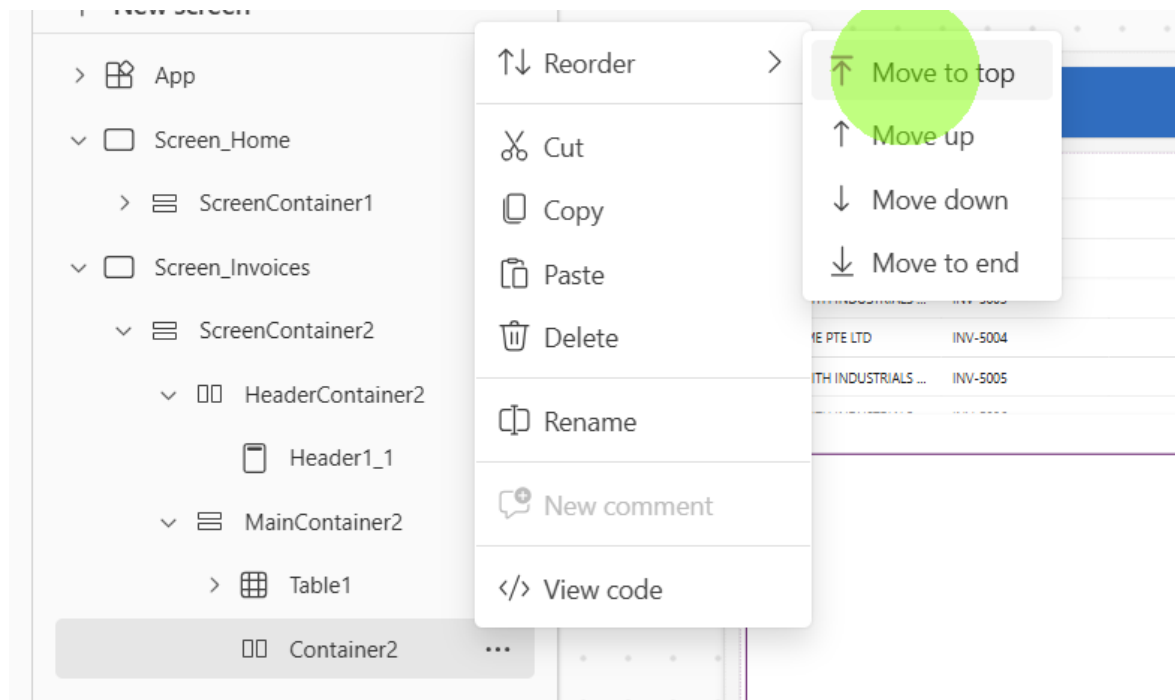 New screen
App
Screen_Home
ScreenContainer1
Screen_Invoices
ScreenContainer2
HeaderContainer2
Header1_1
MainContainer2
Table1
Container2
Reorder
Cut
Copy
Paste
Delete
Rename
New comment
</> View code
Move to top
Move up
Move down
Move to end
PTE LTD INV-5004
INDUSTRIALS ... INV-5005